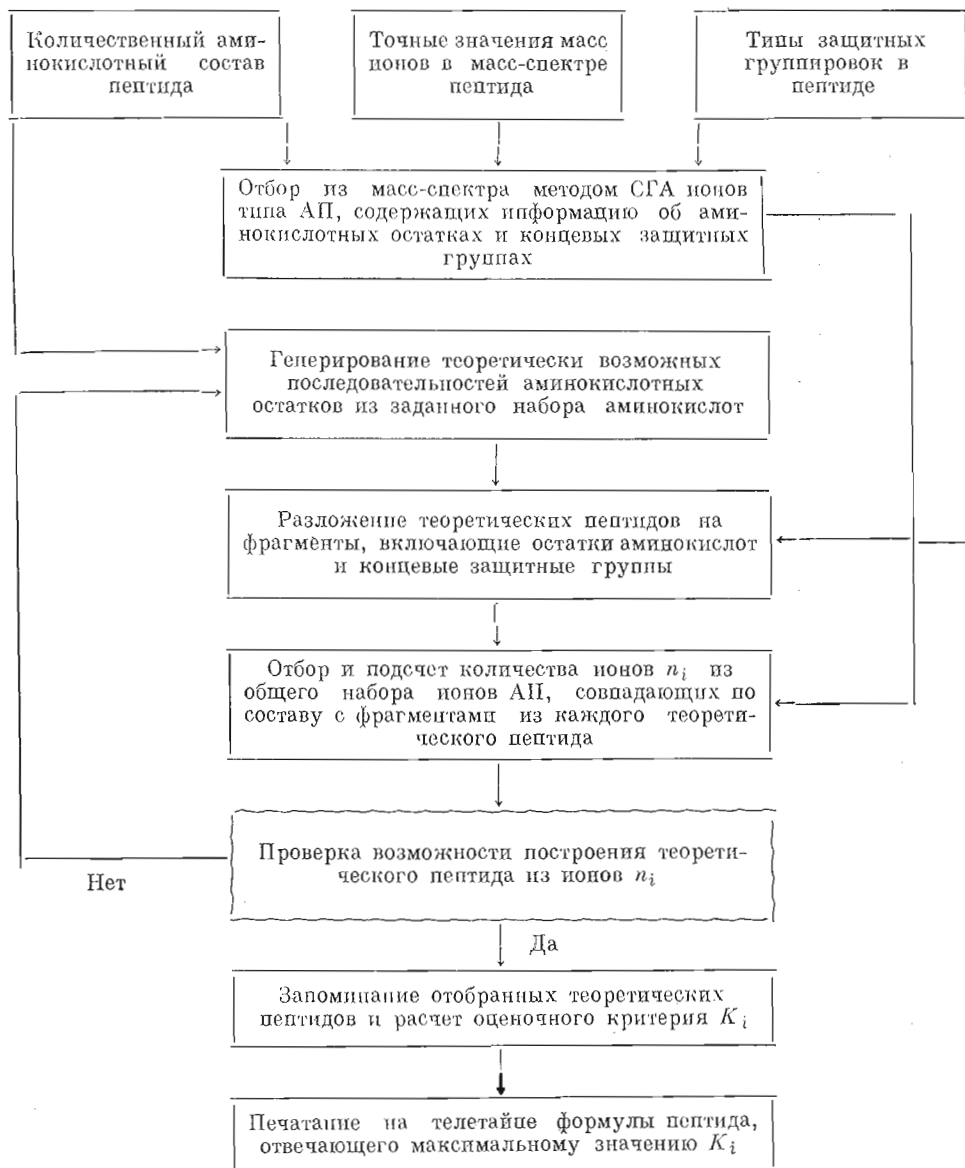 Количественный ами-
нокислотный состав
пептида
Точные значения масс
ионов в масс-спектре
пептида
Типы защитных
группировок в
пептиде
Отбор из масс-спектра методом СГА ионов
типа АП, содержащих информацию об ами-
нокислотных остатках и концевых защитных
группах
Генерирование теоретически возможных
последовательностей аминокислотных
остатков из заданного набора аминокислот
Разложение теоретических пептидов на
фрагменты, включающие остатки аминокислот
и концевые защитные группы
Отбор и подсчет количества ионов n_i из
общего набора ионов АП, совпадающих по
составу с фрагментами из каждого теорети-
ческого пептида
Проверка возможности построения теорети-
ческого пептида из ионов n_i
Нет
Да
Запоминание отобранных теоретических
пептидов и расчет оценочного критерия K_i
Печатание на телетайпе формулы пептида,
отвечающего максимальному значению K_i